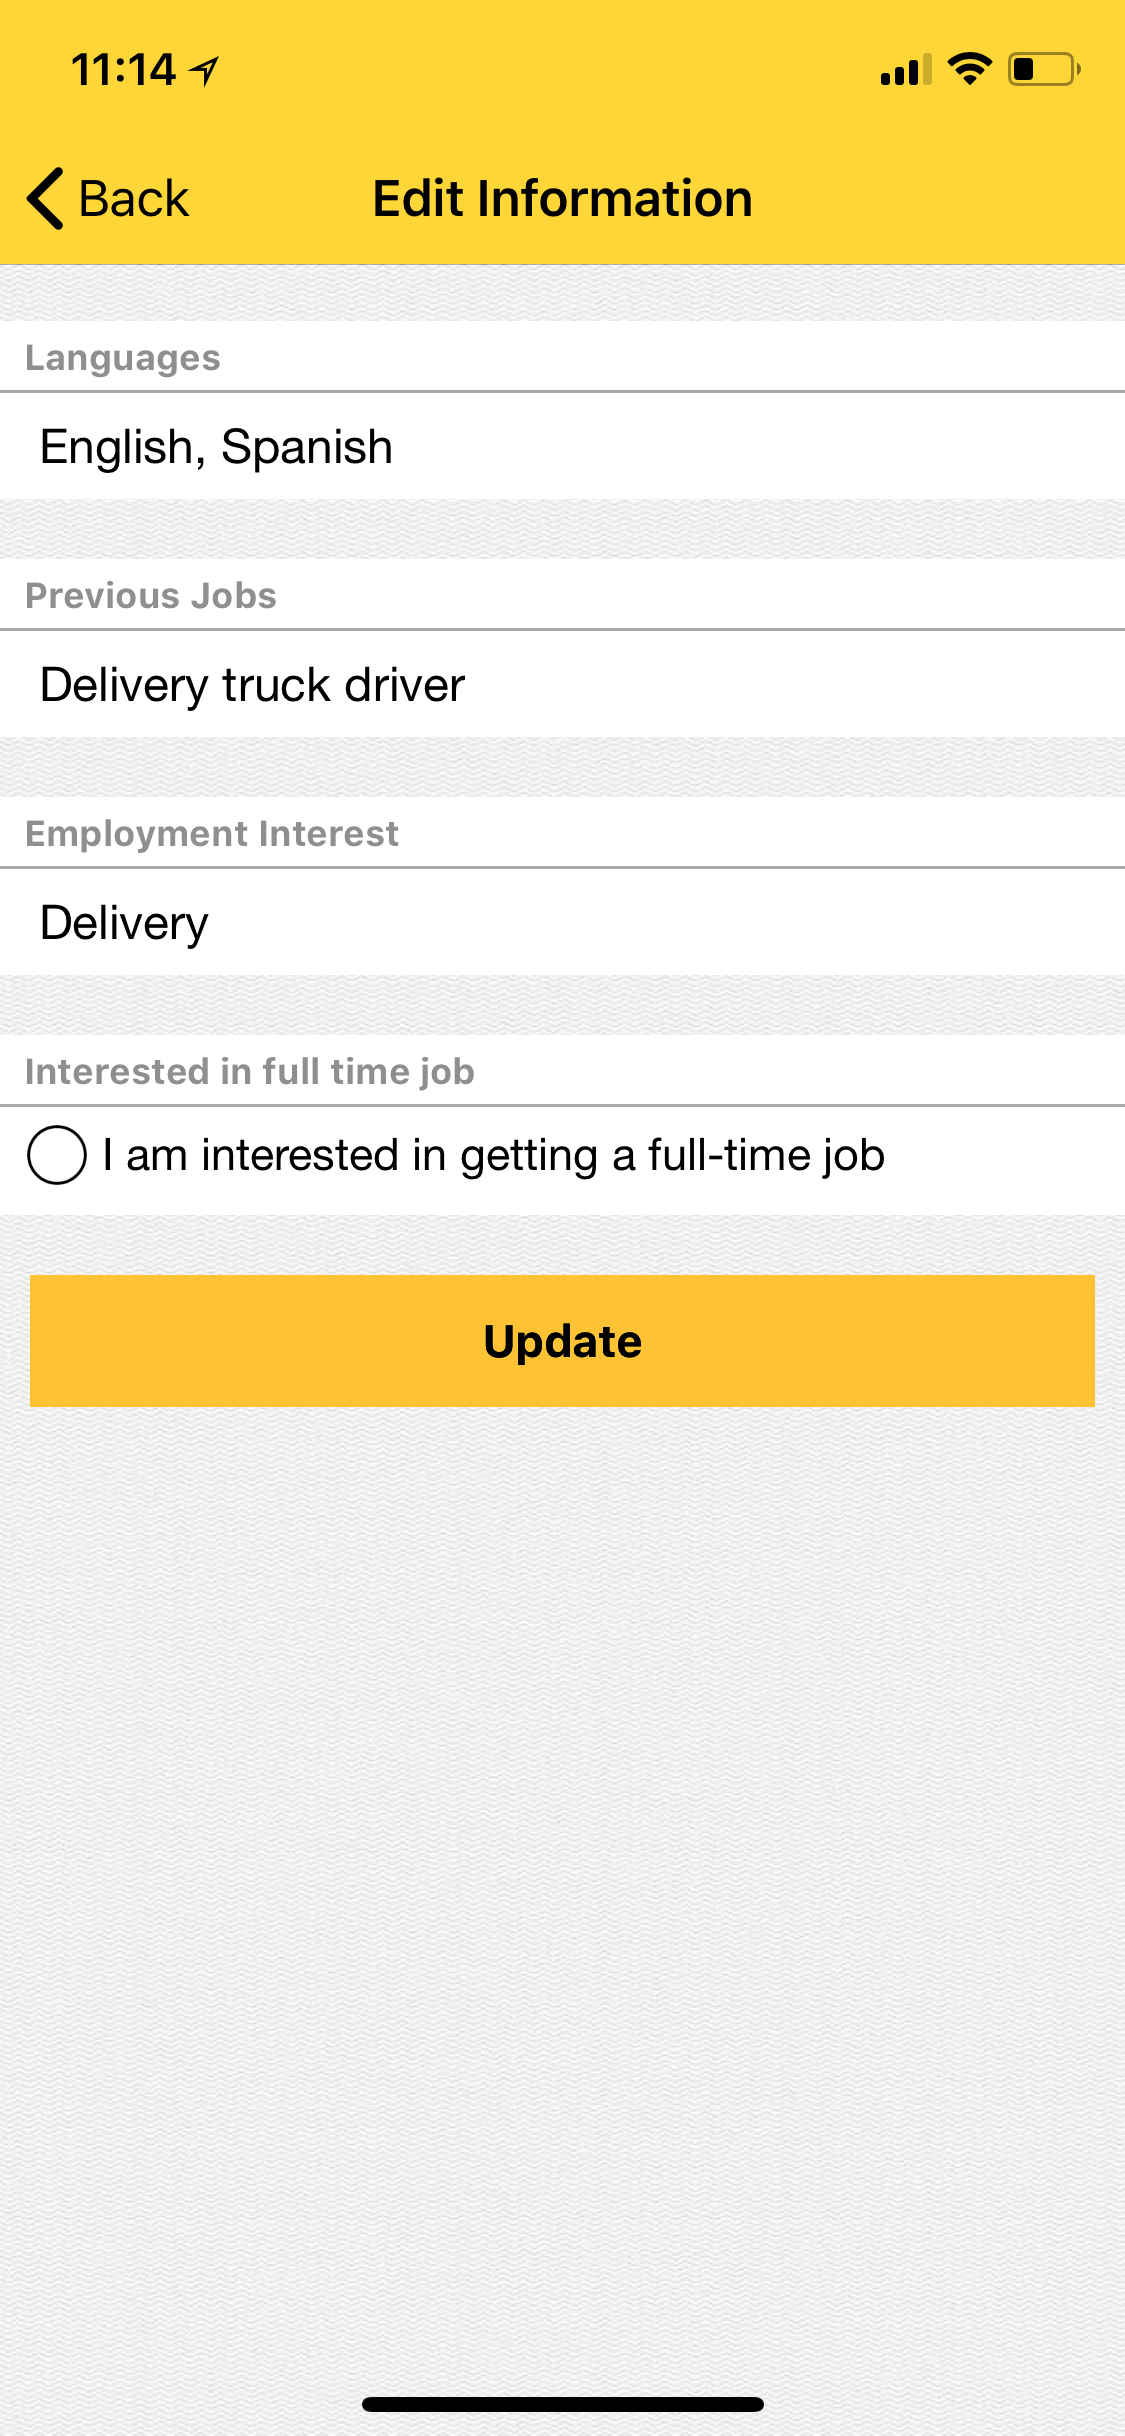 11:14
Back
Edit Information
Languages
English, Spanish
Previous Jobs
Delivery truck driver
Employment Interest
Delivery
Interested in full time job
I am interested in getting a full-time job
Update